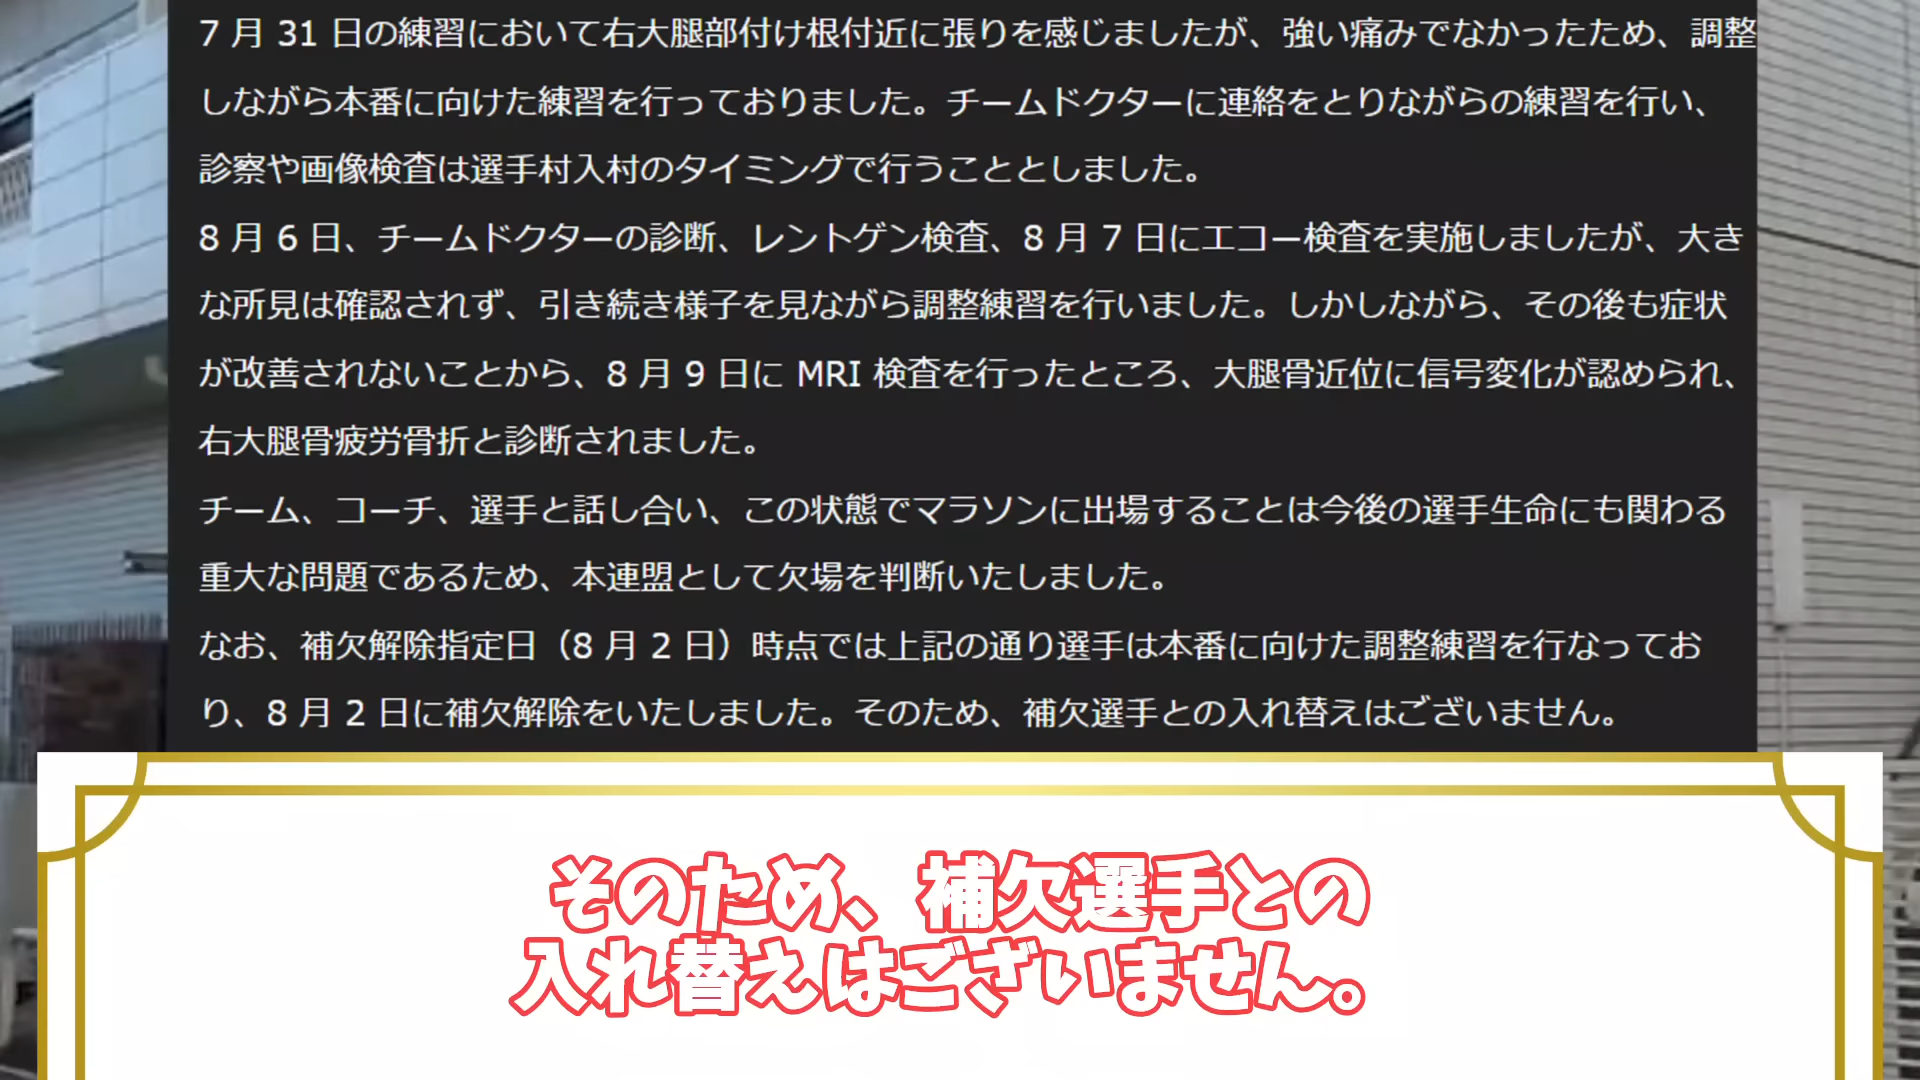 7 月 31 日の練習において右大腿部付け根付近に張りを感じましたが、強い痛みでなかったため、調整
しながら本番に向けた練習を行っておりました。チームドクターに連絡をとりながらの練習を行い、
診察や画像検査は選手村入村のタイミングで行うこととしました。
8 月 6 日、チームドクターの診断、レントゲン検査、8 月 7 日にエコー検査を実施しましたが、大き
な所見は確認されず、引き続き様子を見ながら調整練習を行いました。しかしながら、その後も症状
が改善されないことから、8 月 9 日に MRI 検査を行ったところ、大腿骨近位に信号変化が認められ、
右大腿骨疲労骨折と診断されました。
チーム、コーチ、選手と話し合い、この状態でマラソンに出場することは今後の選手生命にも関わる
重大な問題であるため、本連盟として欠場を判断いたしました。
なお、補欠解除指定日（8 月 2 日）時点では上記の通り選手は本番に向けた調整練習を行なってお
り、8 月 2 日に補欠解除をいたしました。そのため、補欠選手との入れ替えはございません。
そのため、補欠選手との
入れ替えはございません。